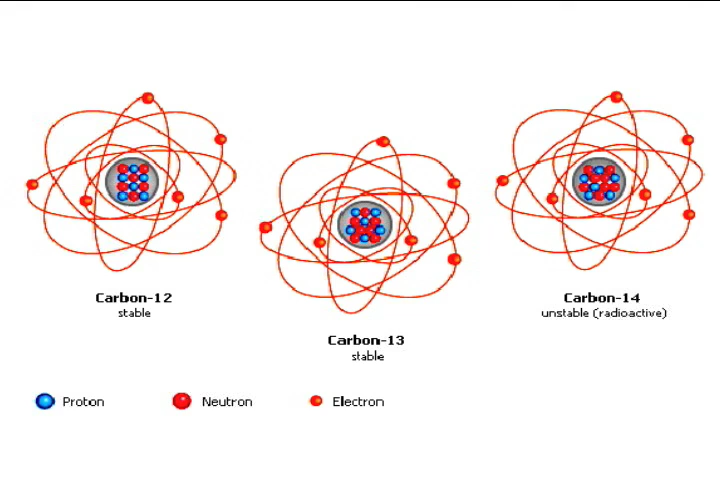 Carbon-12
stable
Carbon-13
stable
Carbon-14
unstable (radioactive)
Proton
Neutron
Electron